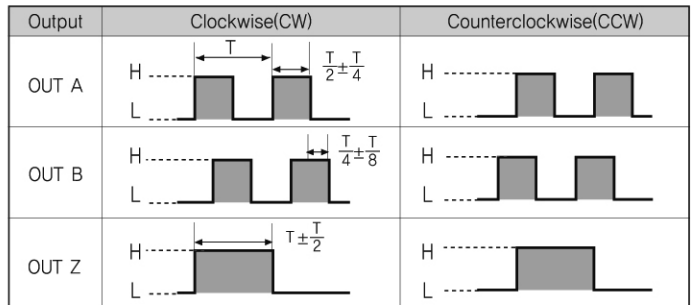 Output Clockwise(CW) Counterclockwise(CCW)
OUT A H L T T/2±T/4 H L
OUT B H L T/4±T/8 H L
OUT Z H L T±T/2 H L